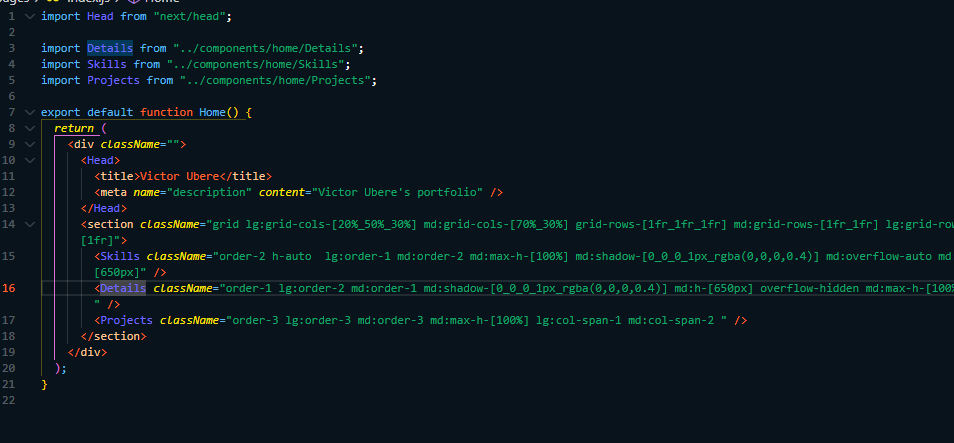 index.js
Home
1 import Head from "next/head";
2
3 import Details from "../components/home/Details";
4 import Skills from "../components/home/Skills";
5 import Projects from "../components/home/Projects";
6
7 export default function Home() {
8 return (
9 <div className="">
10 <Head>
11 <title>Victor Ubere</title>
12 <meta name="description" content="Victor Ubere's portfolio" />
13 </Head>
14 <section className="grid lg:grid-cols-[20%_50%_30%] md:grid-cols-[70%_30%] grid-rows-[1fr_1fr_1fr] md:grid-rows-[1fr_1fr] lg:grid-row
[1fr]">
15 <Skills className="order-2 h-auto  lg:order-1 md:order-2 md:max-h-[100%] md:shadow-[0_0_0_1px_rgba(0,0,0,0.4)] md:overflow-auto md
[650px]" />
16 <Details className="order-1 lg:order-2 md:order-1 md:shadow-[0_0_0_1px_rgba(0,0,0,0.4)] md:h-[650px] overflow-hidden md:max-h-[100%
" />
17 <Projects className="order-3 lg:order-3 md:order-3 md:max-h-[100%] lg:col-span-1 md:col-span-2 " />
18 </section>
19 </div>
20 );
21 }
22